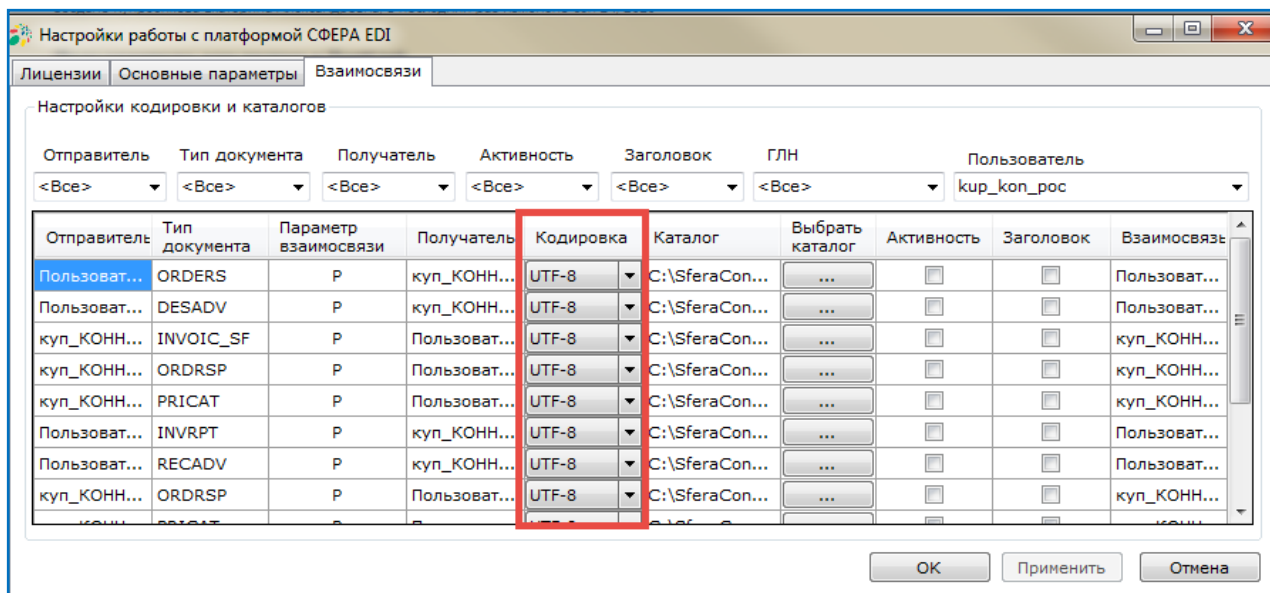 Настройки работы с платформой СФЕРА EDI
Лицензии Основные параметры Взаимосвязи
Настройки кодировки и каталогов
Отправитель Тип документа Получатель Активность Заголовок ГЛН Пользователь
<Все> <Все> <Все> <Все> <Все> <Все> kup_kon_poc
Отправитель Тип документа Параметр взаимосвязи Получатель Кодировка Каталог Выбрать каталог Активность Заголовок Взаимосвязь
Пользоват... ORDERS P куп_КОНН... UTF-8 C:\SferaCon... ... Пользоват...
Пользоват... DESADV P куп_КОНН... UTF-8 C:\SferaCon... ... Пользоват...
куп_КОНН... INVOIC_SF P Пользоват... UTF-8 C:\SferaCon... ... куп_КОНН...
куп_КОНН... ORDRSP P Пользоват... UTF-8 C:\SferaCon... ... куп_КОНН...
куп_КОНН... PRICAT P Пользоват... UTF-8 C:\SferaCon... ... куп_КОНН...
Пользоват... INVRPT P куп_КОНН... UTF-8 C:\SferaCon... ... Пользоват...
Пользоват... RECADV P куп_КОНН... UTF-8 C:\SferaCon... ... Пользоват...
куп_КОНН... ORDRSP P Пользоват... UTF-8 C:\SferaCon... ... куп_КОНН...
OK Применить Отмена